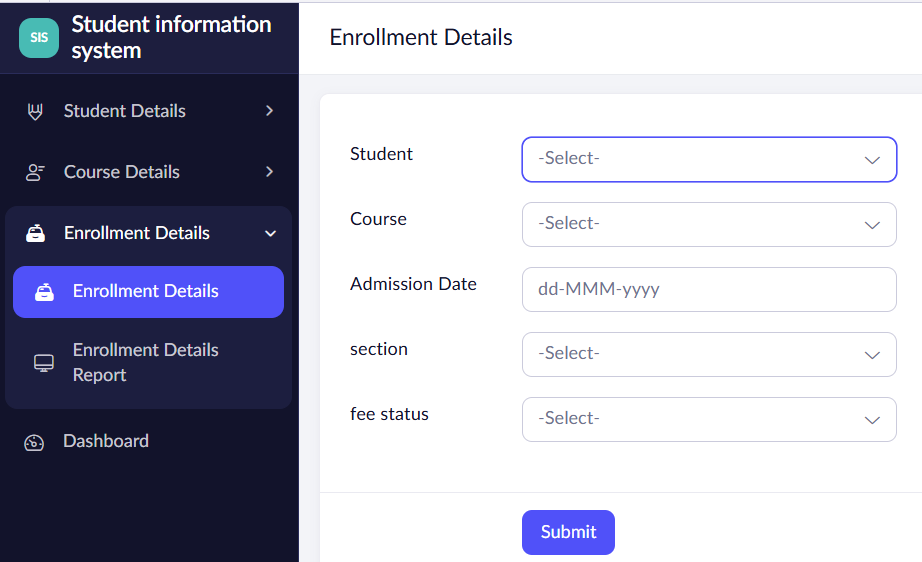 SIS
Student information
system
Student Details
Course Details
Enrollment Details
Enrollment Details
Enrollment Details
Report
Dashboard
Enrollment Details
Student
-Select-
Course
-Select-
Admission Date
dd-MMM-yyyy
section
-Select-
fee status
-Select-
Submit